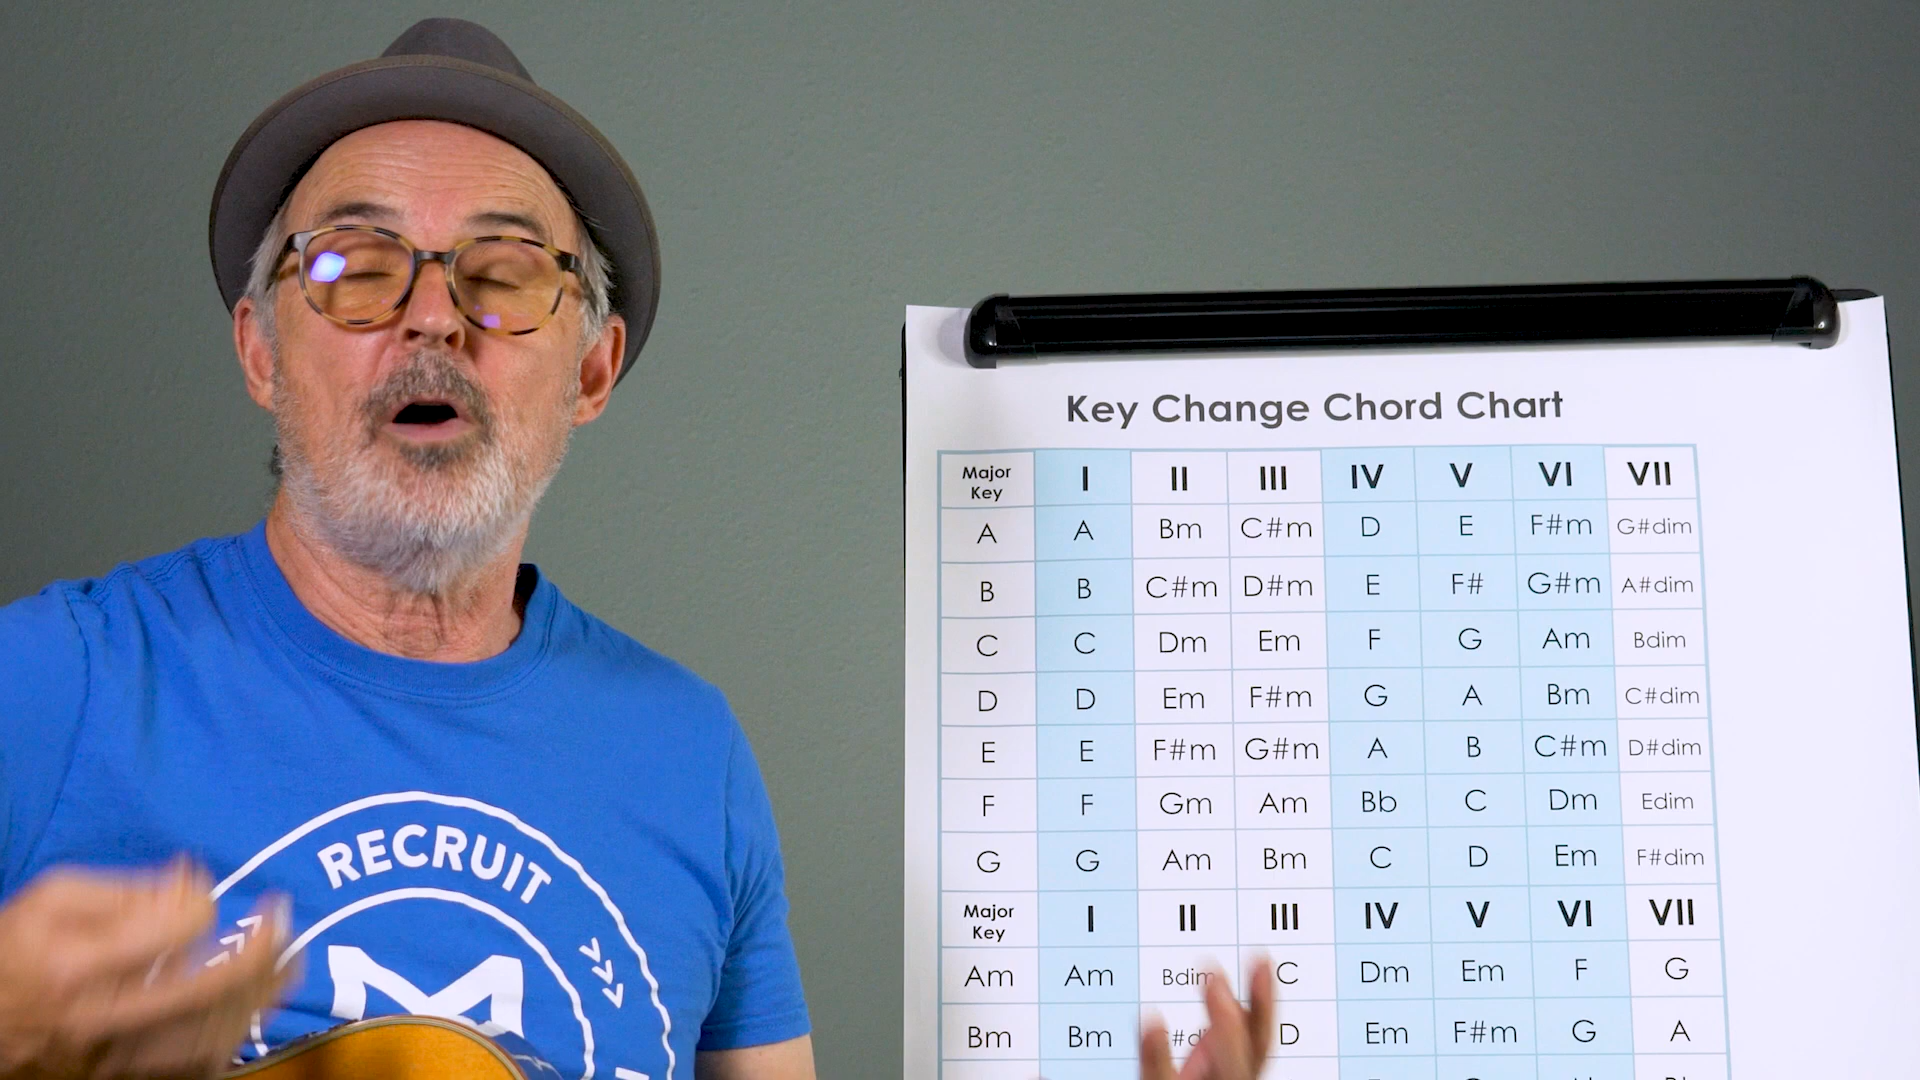 RECRUIT
M
Key Change Chord Chart
Major Key I II III IV V VI VII
A A Bm C#m D E F#m G#dim
B B C#m D#m E F# G#m A#dim
C C Dm Em F G Am Bdim
D D Em F#m G A Bm C#dim
E E F#m G#m A B C#m D#dim
F F Gm Am Bb C Dm Edim
G G Am Bm C D Em F#dim
Major Key I II III IV V VI VII
Am Am Bdim C Dm Em F G
Bm Bm D Em F#m G A